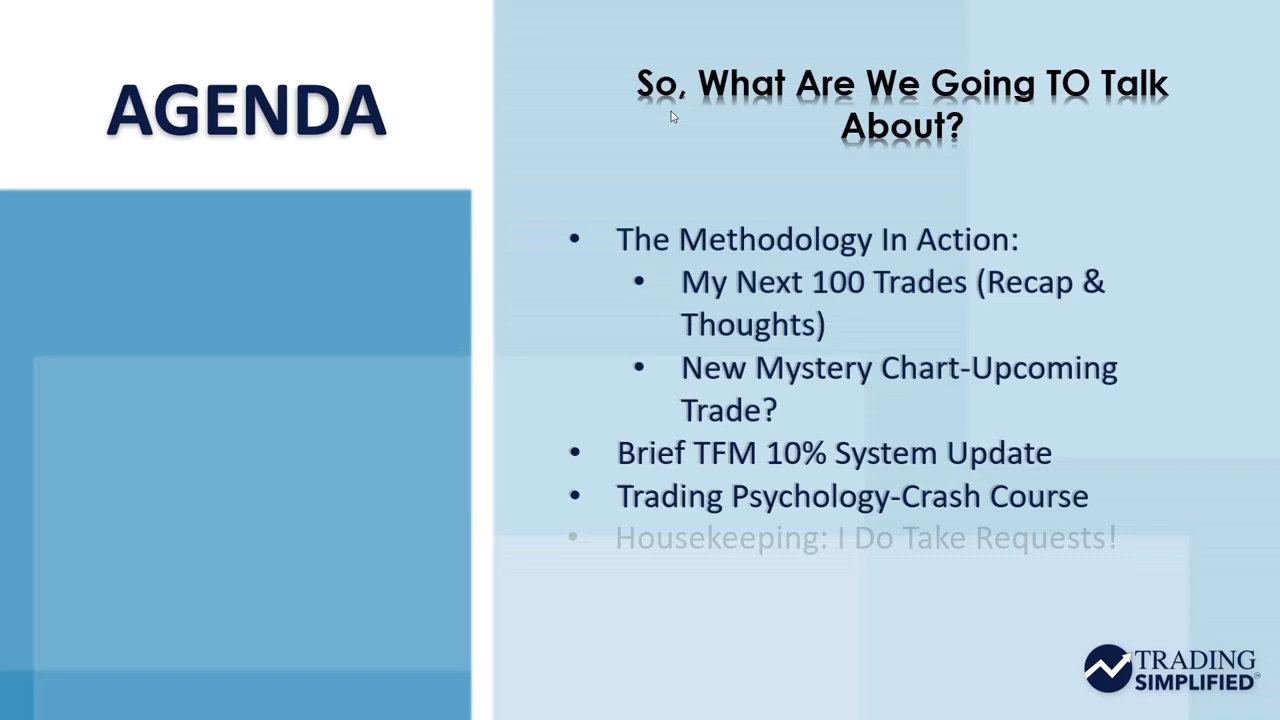 AGENDA
So, What Are We Going TO Talk
About?
• The Methodology In Action:
• My Next 100 Trades (Recap &
Thoughts)
• New Mystery Chart-Upcoming
Trade?
• Brief TFM 10% System Update
• Trading Psychology-Crash Course
• Housekeeping: I Do Take Requests!
TRADING
SIMPLIFIED